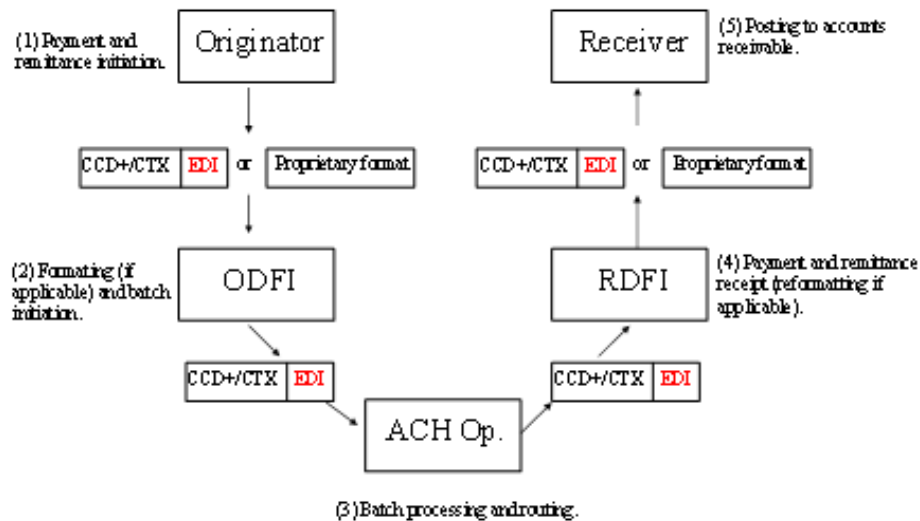 (1) Payment and
remittance initiation.
Originator
Receiver
(5) Posting to accounts
receivable.
CCD+/CTX EDI or Proprietary format
CCD+/CTX EDI or Proprietary format
(2) Formating (if
applicable) and batch
initiation.
ODFI
RDFI
(4) Payment and remittance
receipt (reformatting if
applicable).
CCD+/CTX EDI
CCD+/CTX EDI
ACH Op.
(3) Batch processing and routing.